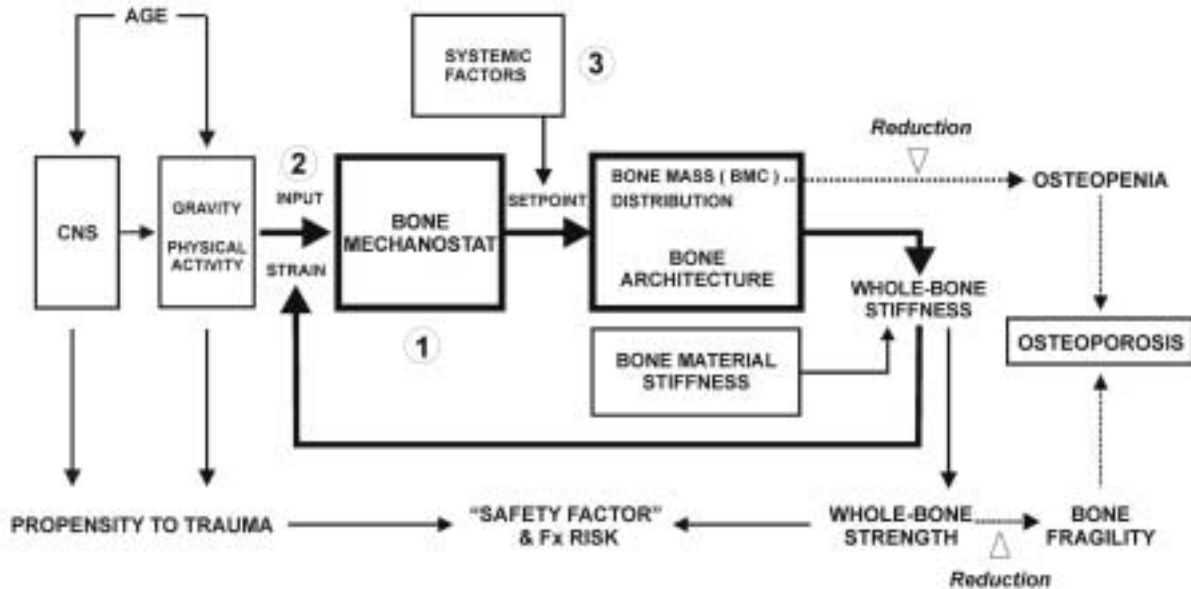 AGE
SYSTEMIC
FACTORS
3
Reduction
CNS
GRAVITY
PHYSICAL
ACTIVITY
2
INPUT
STRAIN
BONE
MECHANOSTAT
1
SETPOINT
BONE MASS ( BMC )
DISTRIBUTION
BONE
ARCHITECTURE
OSTEOPENIA
WHOLE-BONE
STIFFNESS
BONE MATERIAL
STIFFNESS
OSTEOPOROSIS
PROPENSITY TO TRAUMA
"SAFETY FACTOR"
& Fx RISK
WHOLE-BONE
STRENGTH
BONE
FRAGILITY
Reduction